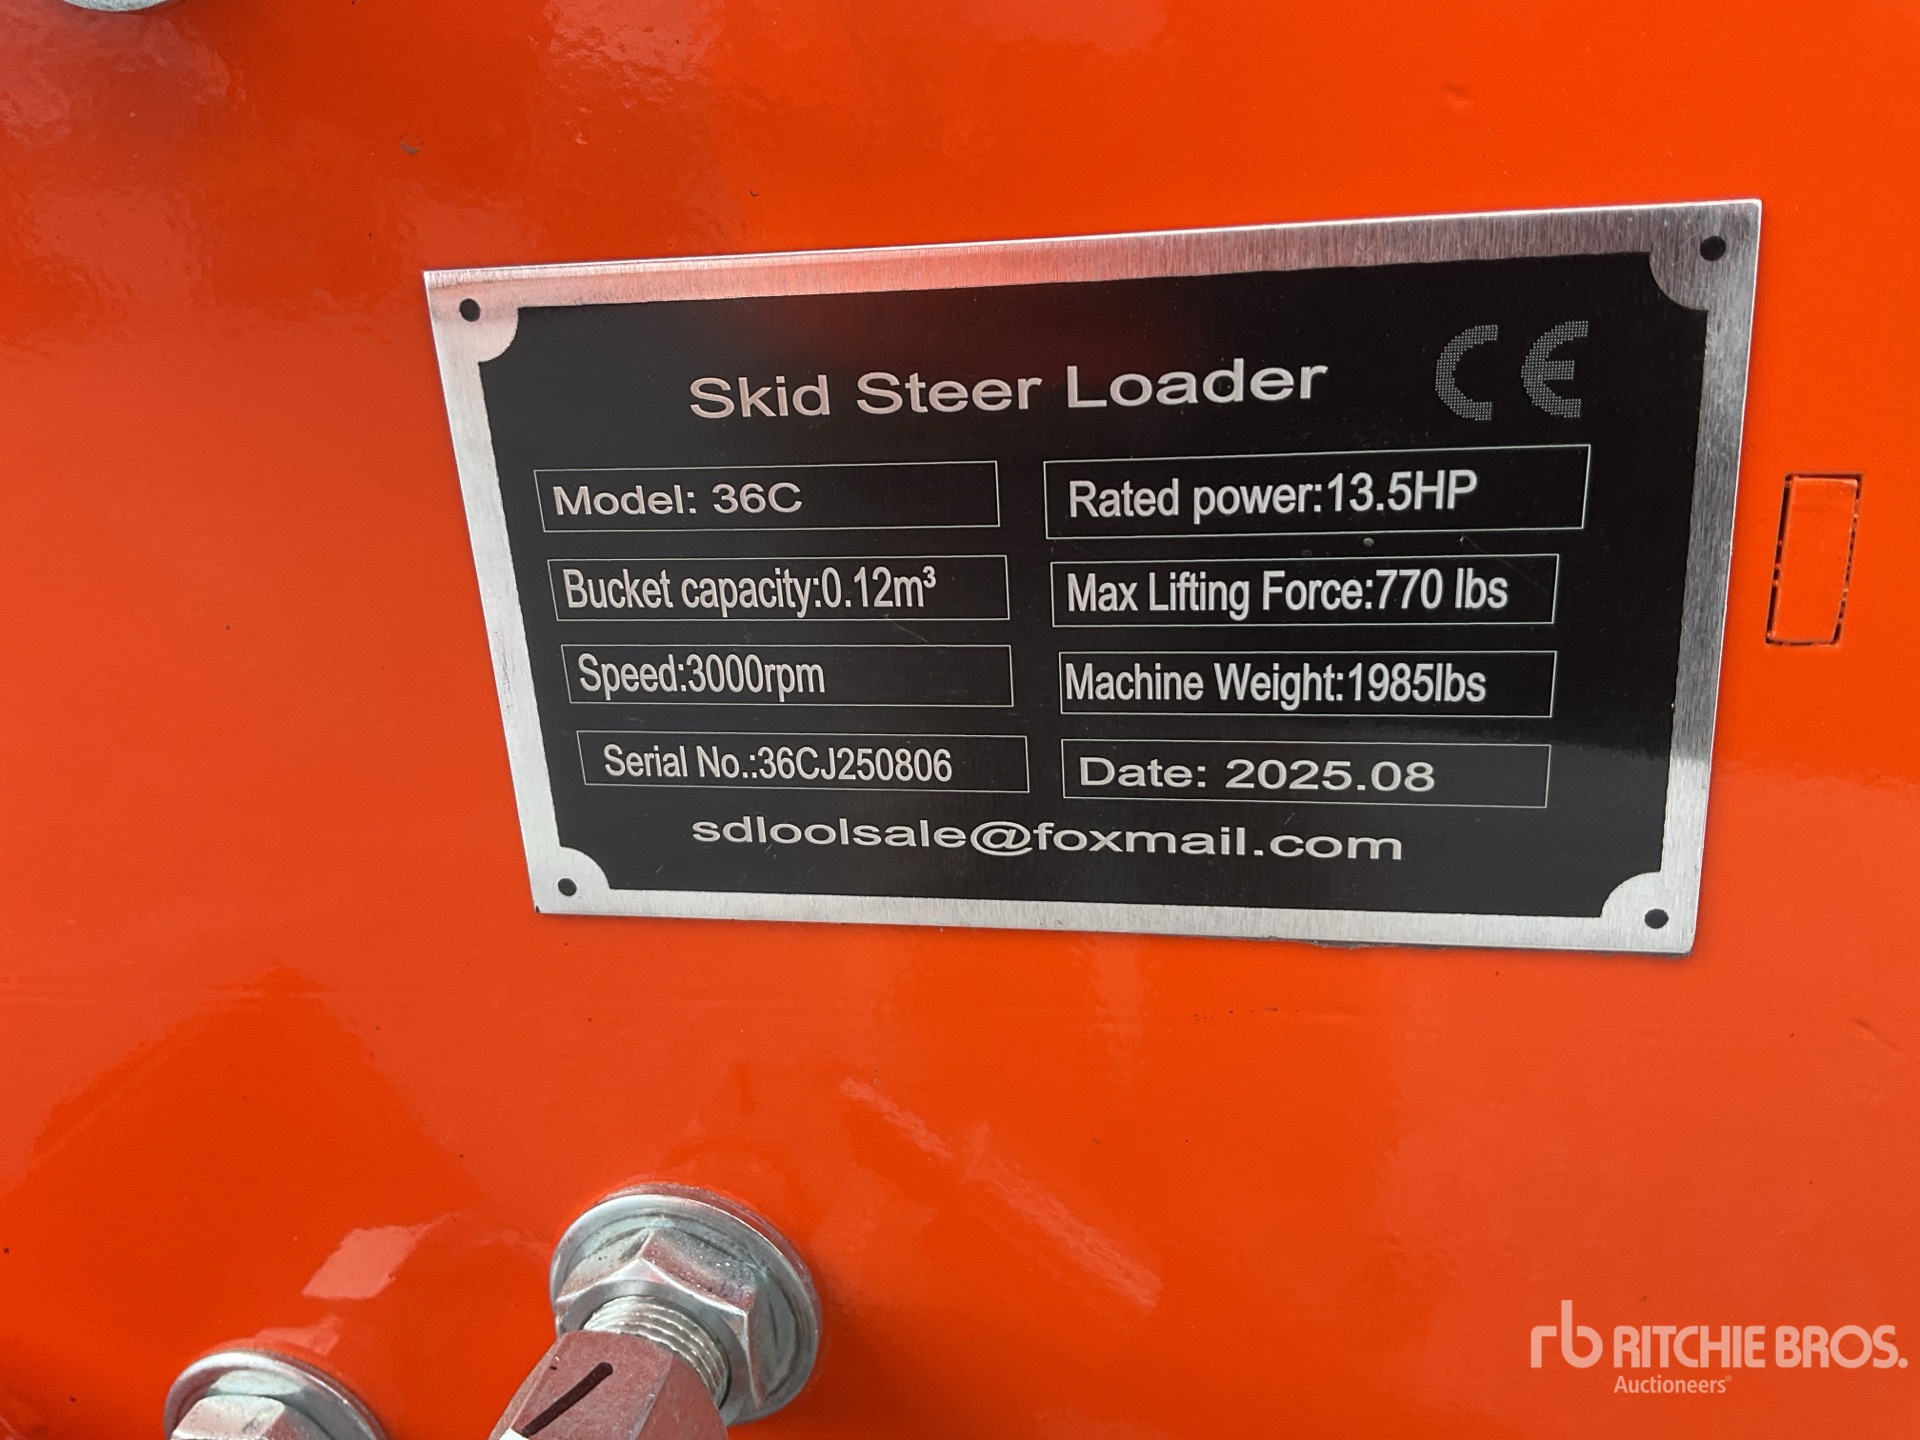 Skid Steer Loader
CE
Model: 36C
Rated power:13.5HP
Bucket capacity:0.12m³
Max Lifting Force:770 lbs
Speed:3000rpm
Machine Weight:1985lbs
Serial No.:36CJ250806
Date: 2025.08
sdloolsale@foxmail.com
rb RITCHIE BROS.
Auctioneers®